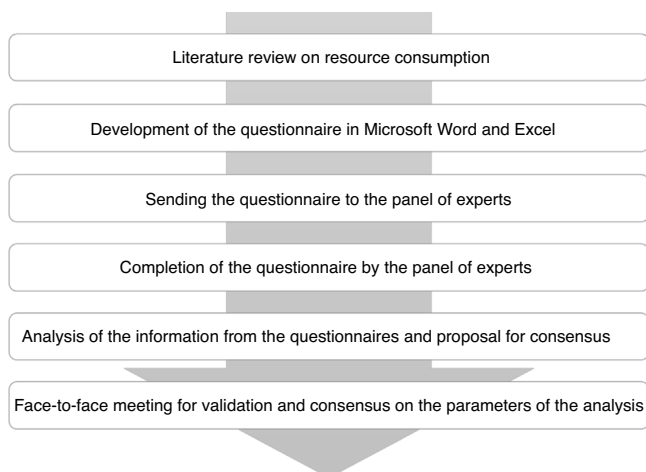 Literature review on resource consumption
Development of the questionnaire in Microsoft Word and Excel
Sending the questionnaire to the panel of experts
Completion of the questionnaire by the panel of experts
Analysis of the information from the questionnaires and proposal for consensus
Face-to-face meeting for validation and consensus on the parameters of the analysis